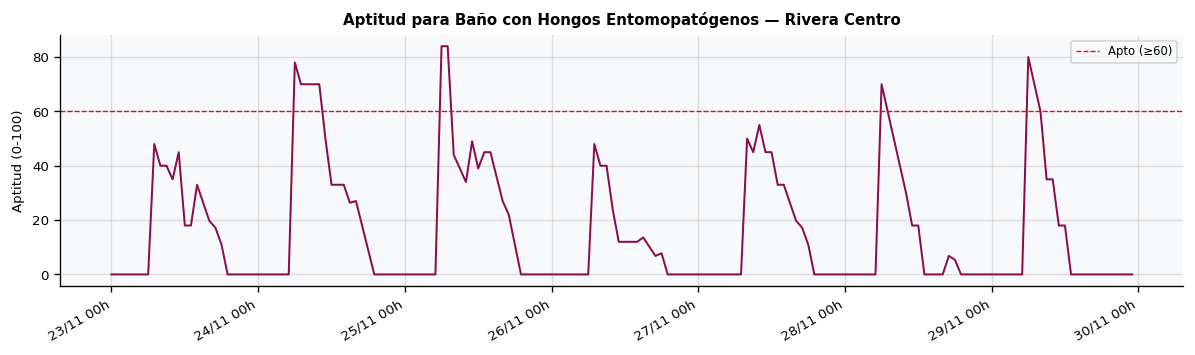 Aptitud para Baño con Hongos Entomopatógenos — Rivera Centro
Apto (≥60)
Aptitud (0-100)
80
60
40
20
0
23/11 00h
24/11 00h
25/11 00h
26/11 00h
27/11 00h
28/11 00h
29/11 00h
30/11 00h